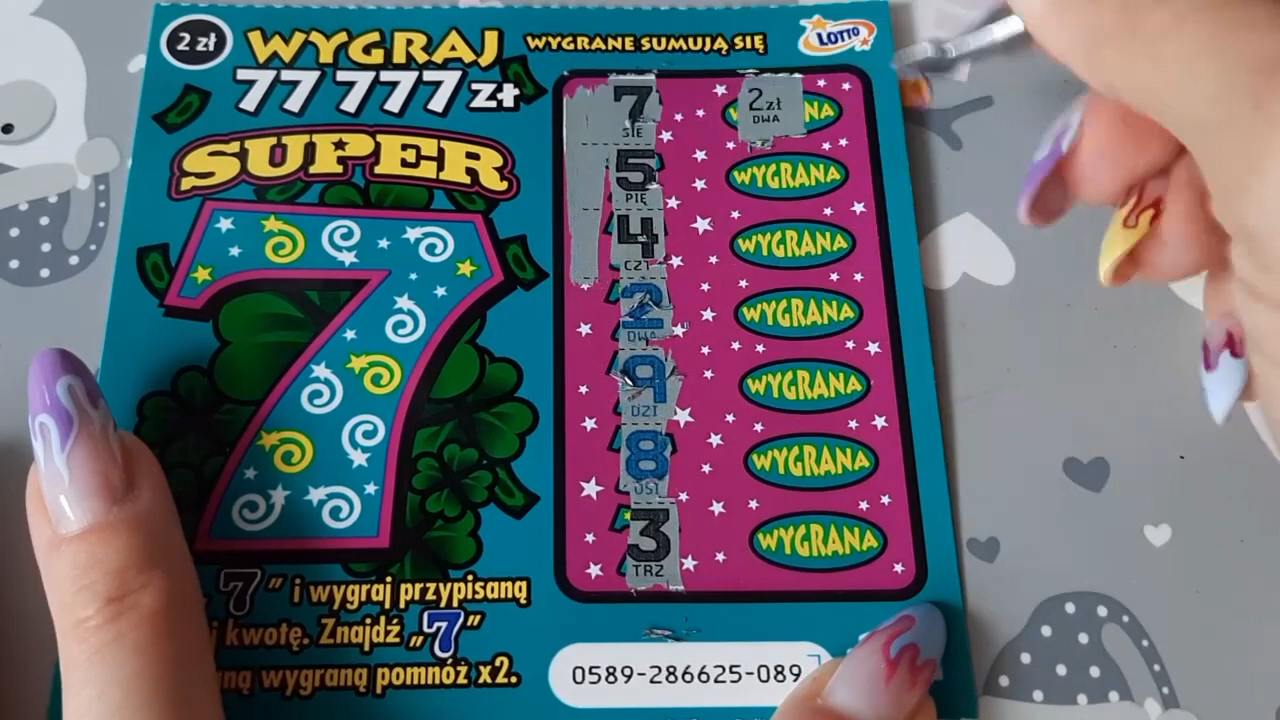 2 zł
WYGRAJ
77 777 zł
WYGRANE SUMUJĄ SIĘ
LOTTO
SUPER
7
7
SIE
2 zł
DWA
5
PIĘ
WYGRANA
4
CZT
WYGRANA
2
DWA
WYGRANA
9
DZI
WYGRANA
8
OSI
WYGRANA
3
TRZ
WYGRANA
7" i wygraj przypisaną
kwotę. Znajdź „7"
wygraną pomnóż x2.
0589-286625-089